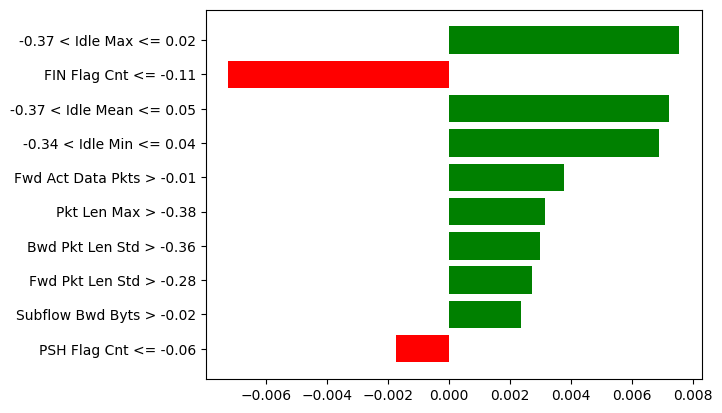 -0.37 < Idle Max <= 0.02
FIN Flag Cnt <= -0.11
-0.37 < Idle Mean <= 0.05
-0.34 < Idle Min <= 0.04
Fwd Act Data Pkts > -0.01
Pkt Len Max > -0.38
Bwd Pkt Len Std > -0.36
Fwd Pkt Len Std > -0.28
Subflow Bwd Byts > -0.02
PSH Flag Cnt <= -0.06
−0.006 −0.004 −0.002 0.000 0.002 0.004 0.006 0.008